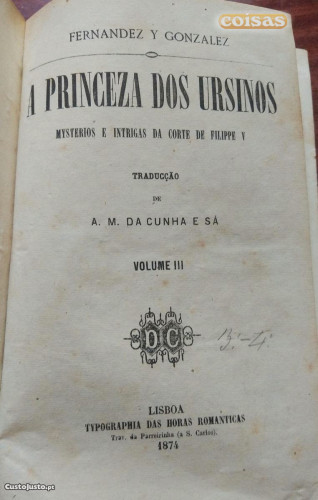 coisas
FERNANDEZ Y GONZALEZ
A PRINCEZA DOS URSINOS
MYSTERIOS E INTRIGAS DA CORTE DE FILIPPE V
TRADUCÇÃO
DE
A. M. DA CUNHA E SÁ
VOLUME III
DC
LISBOA
TYPOGRAPHIA DAS HORAS ROMANTICAS
Trav. da Parreirinha (a S. Carlos)
1874
CustoJusto.pt